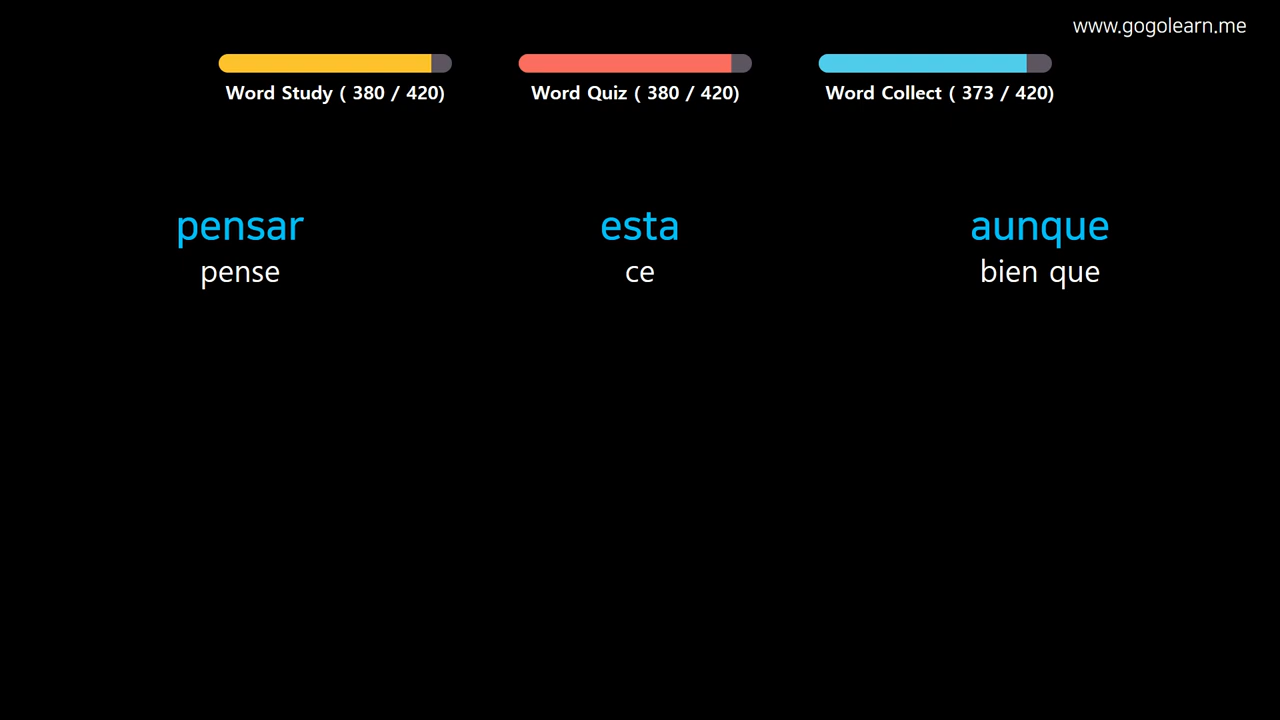 www.gogolearn.me
Word Study ( 380 / 420)
Word Quiz ( 380 / 420)
Word Collect ( 373 / 420)
pensar
pense
esta
ce
aunque
bien que